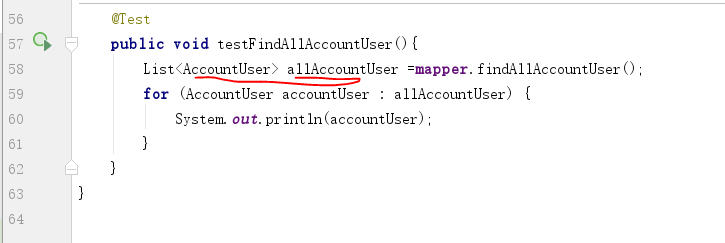 56 @Test
57 public void testFindAllAccountUser(){
58 List<AccountUser> allAccountUser =mapper.findAllAccountUser();
59 for (AccountUser accountUser : allAccountUser) {
60 System.out.println(accountUser);
61 }
62 }
63 }
64